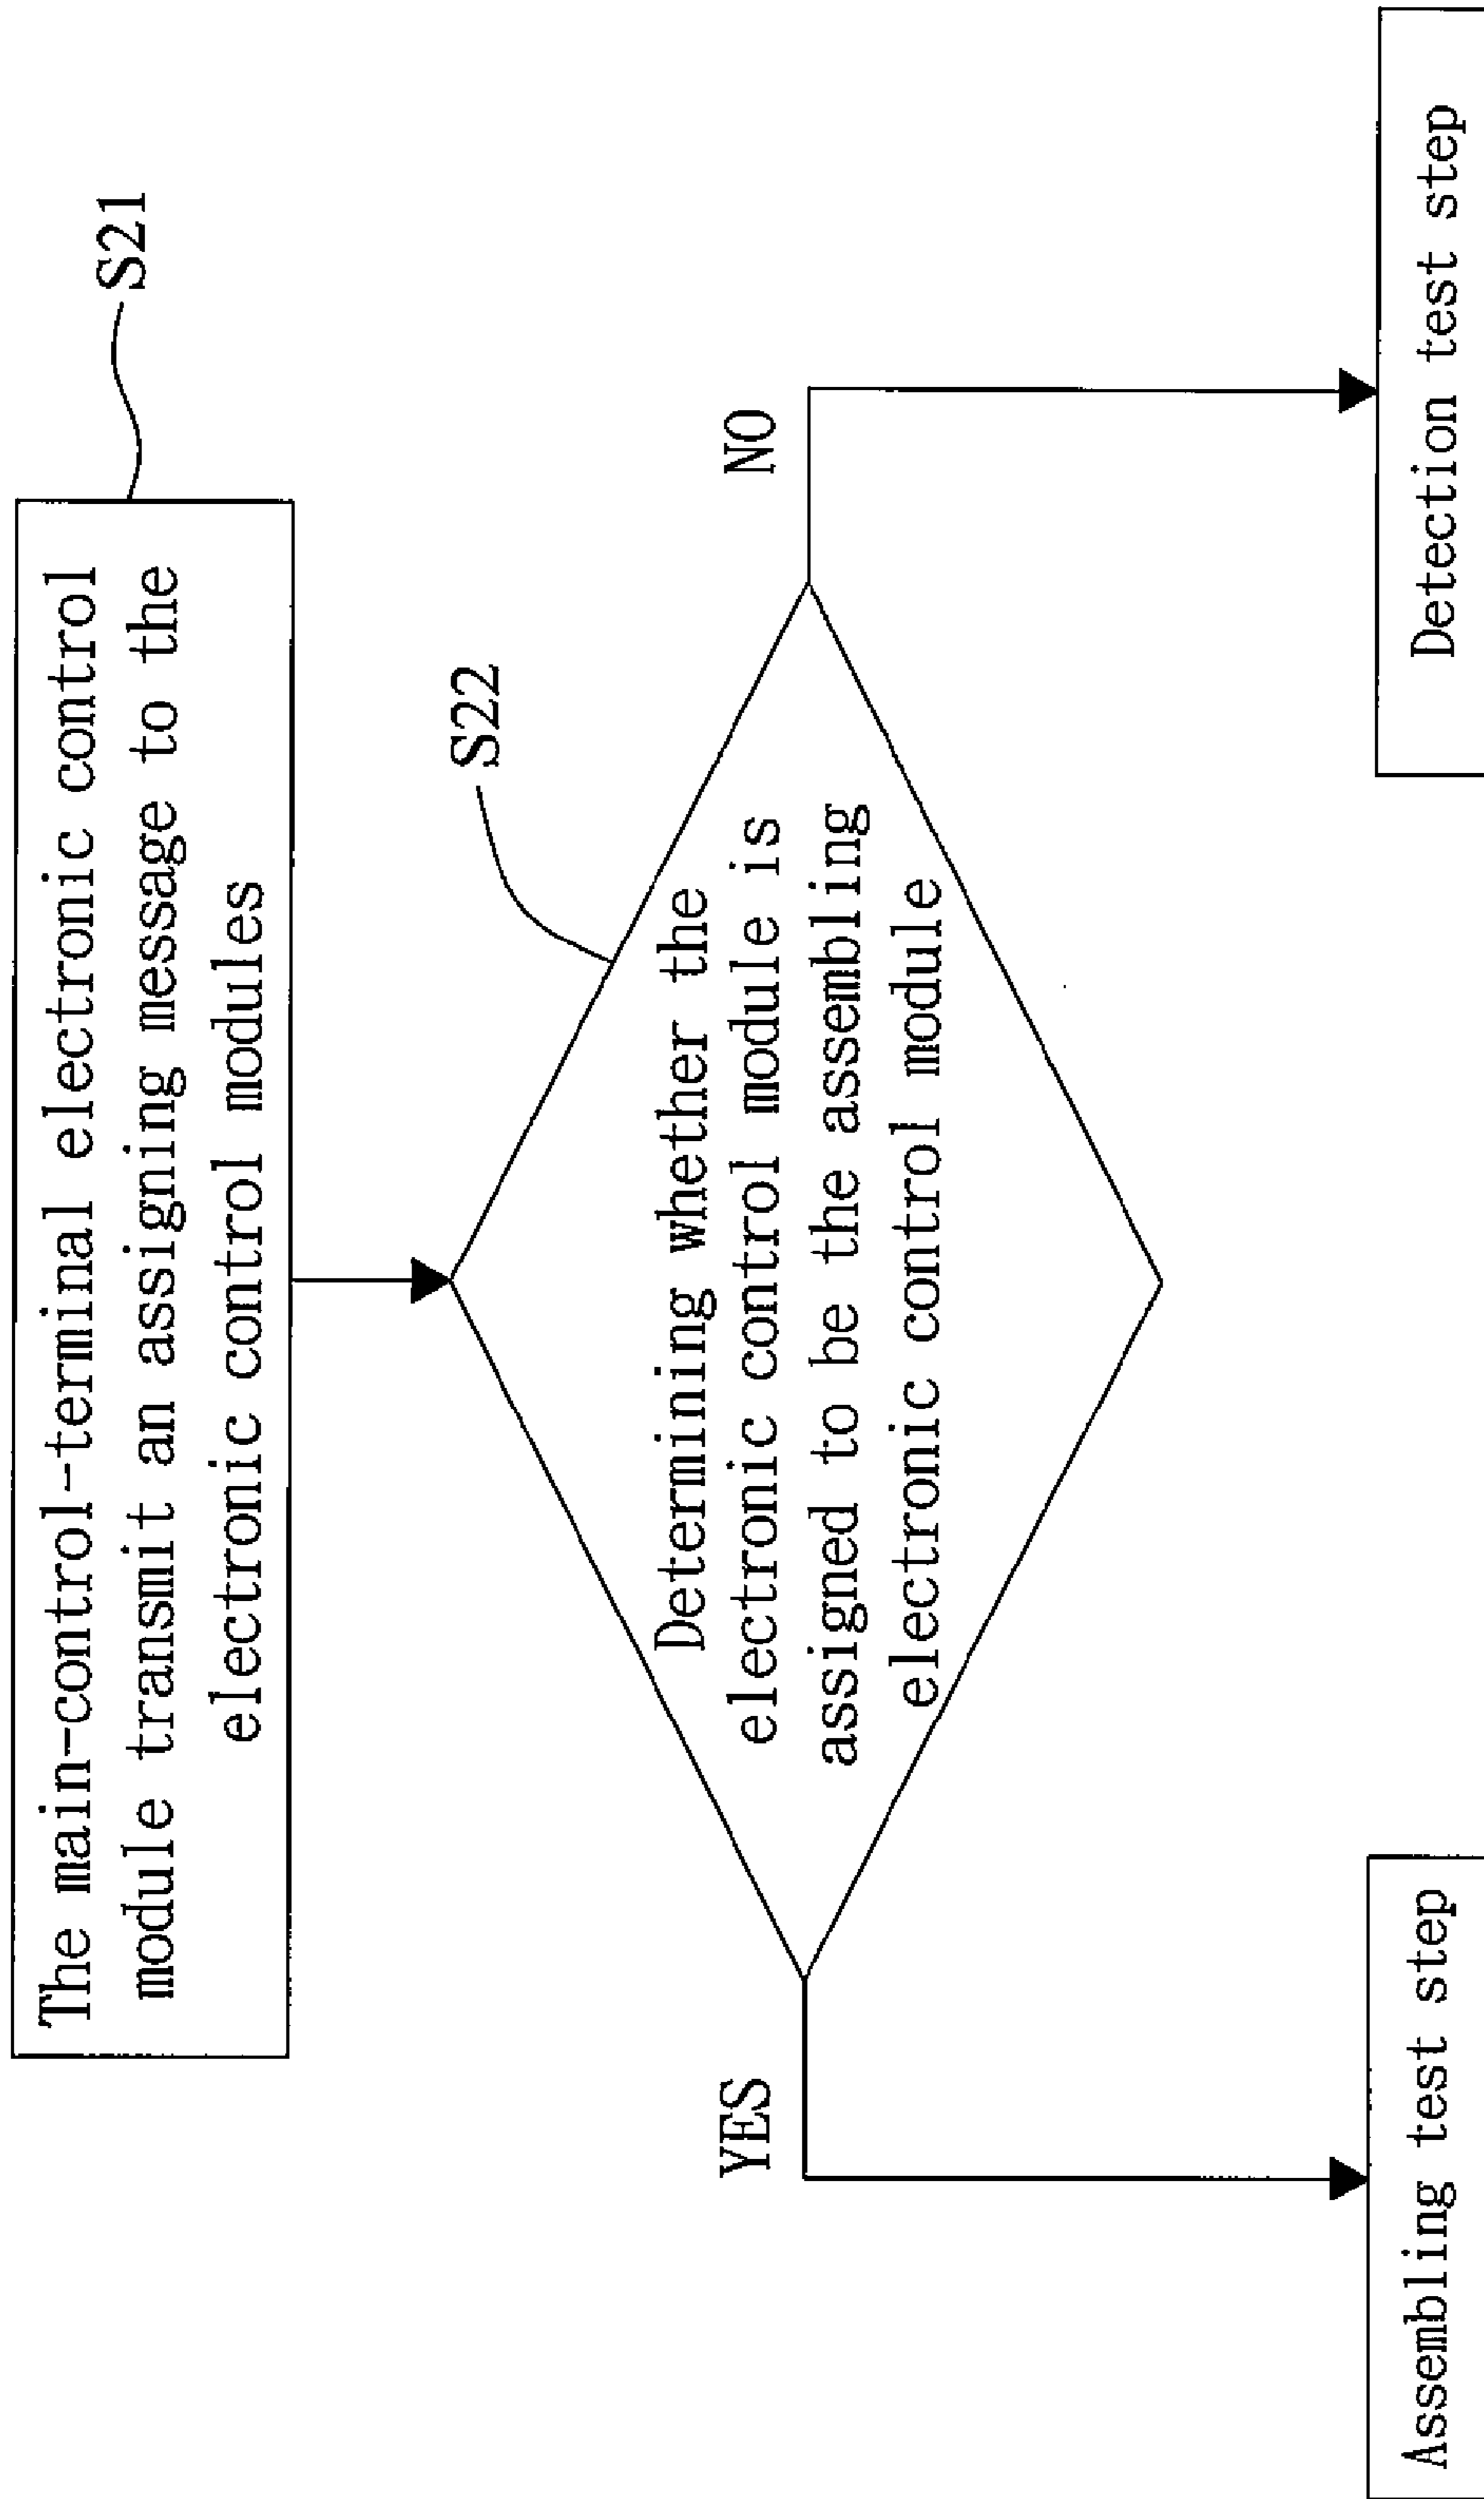 The main-control-terminal electronic control
module transmit an assigning message to the
electronic control modules
S21
S22
Determining whether the
electronic control module is
assigned to be the assembling
electronic control module
YES
NO
Assembling test step
Detection test step